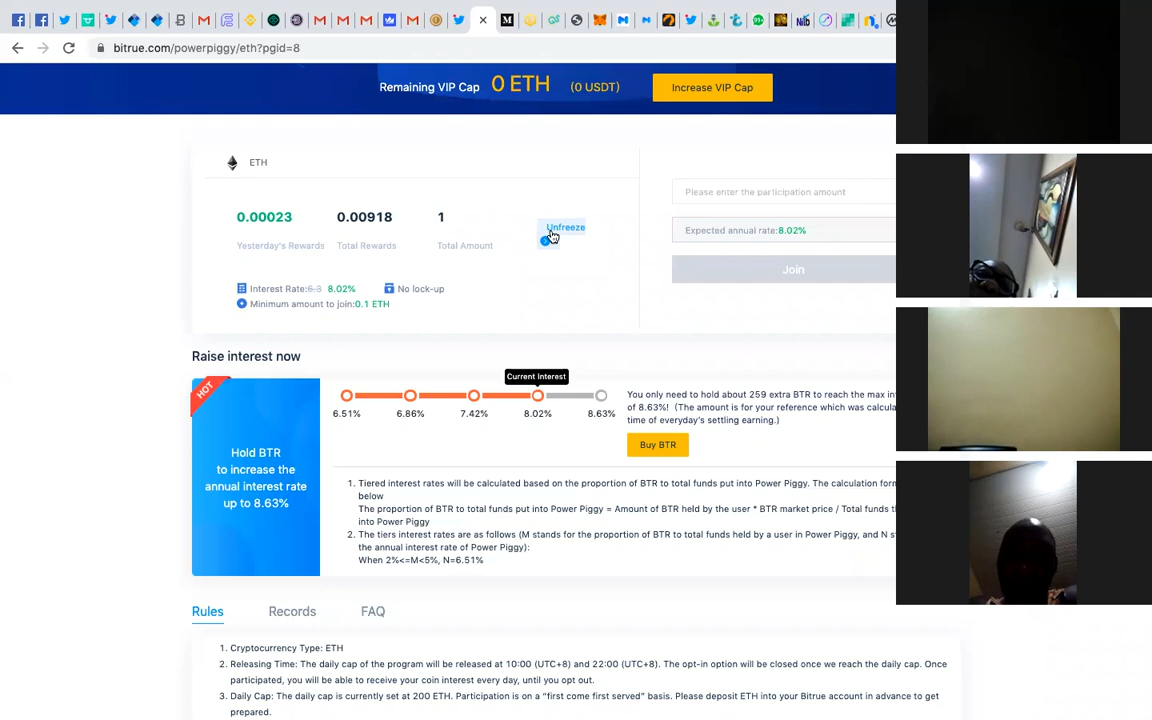 bitrue.com/powerpiggy/eth?pgid=8
Remaining VIP Cap 0 ETH (0 USDT) Increase VIP Cap
ETH
0.00023 0.00918 1 Unfreeze
Yesterday's Rewards Total Rewards Total Amount
Please enter the participation amount
Expected annual rate:8.02%
Join
Interest Rate:6.3 8.02% No lock-up
Minimum amount to join:0.1 ETH
Raise interest now
HOT
Hold BTR
to increase the
annual interest rate
up to 8.63%
Current Interest
6.51% 6.86% 7.42% 8.02% 8.63%
You only need to hold about 259 extra BTR to reach the max in
of 8.63%! (The amount is for your reference which was calcula
time of everyday's settling earning.)
Buy BTR
1. Tiered interest rates will be calculated based on the proportion of BTR to total funds put into Power Piggy. The calculation form
below
The proportion of BTR to total funds put into Power Piggy = Amount of BTR held by the user * BTR market price / Total funds t
into Power Piggy
2. The tiers interest rates are as follows (M stands for the proportion of BTR to total funds held by a user in Power Piggy, and N s
the annual interest rate of Power Piggy):
When 2%<=M<5%, N=6.51%
Rules Records FAQ
1. Cryptocurrency Type: ETH
2. Releasing Time: The daily cap of the program will be released at 10:00 (UTC+8) and 22:00 (UTC+8). The opt-in option will be closed once we reach the daily cap. Once
participated, you will be able to receive your coin interest every day, until you opt out.
3. Daily Cap: The daily cap is currently set at 200 ETH. Participation is on a "first come first served" basis. Please deposit ETH into your Bitrue account in advance to get
prepared.